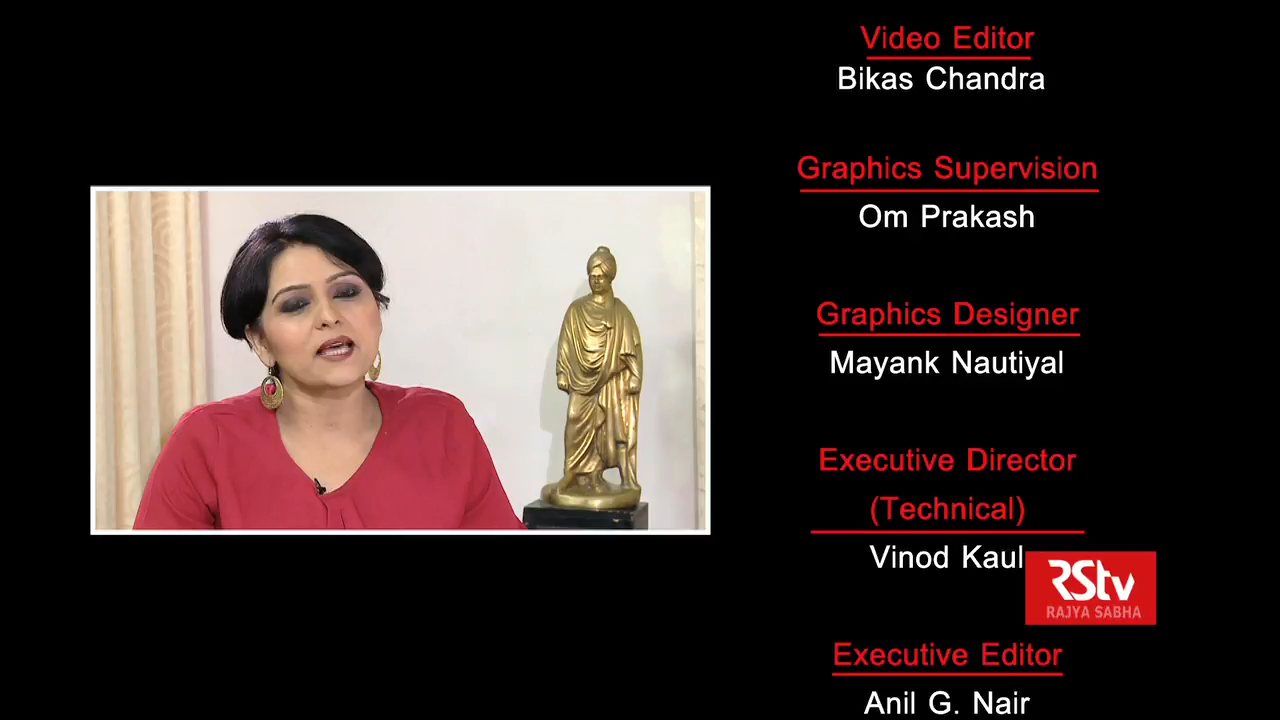 Video Editor
Bikas Chandra
Graphics Supervision
Om Prakash
Graphics Designer
Mayank Nautiyal
Executive Director
(Technical)
Vinod Kaul
RStv
RAJYA SABHA
Executive Editor
Anil G. Nair